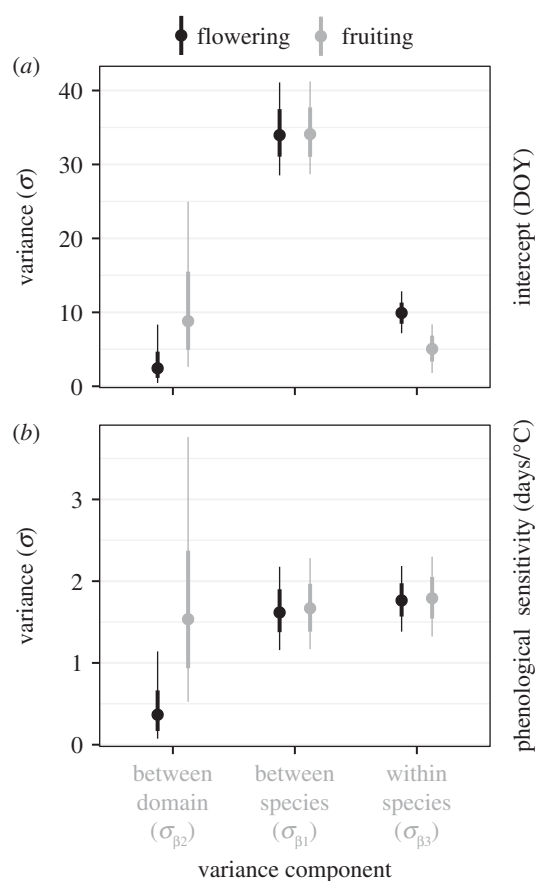 flowering fruiting
(a)
40
30
20
10
0
variance (σ)
intercept (DOY)
(b)
3
2
1
0
variance (σ)
phenological sensitivity (days/°C)
between between within
domain species species
(σβ2) (σβ1) (σβ3)
variance component